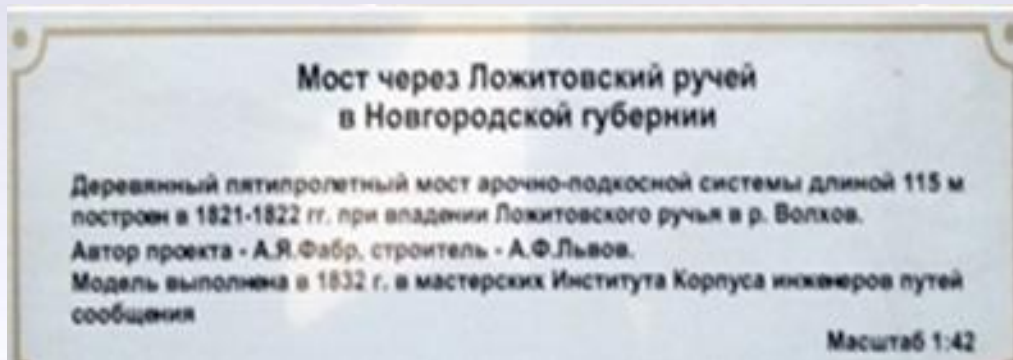 Мост через Ложитовский ручей
в Новгородской губернии
Деревянный пятипролетный мост арочно-подкосной системы длиной 115 м
построен в 1821-1822 гг. при впадении Ложитовского ручья в р. Волхов.
Автор проекта - А.Я.Фабр, строитель - А.Ф.Львов.
Модель выполнена в 1832 г. в мастерских Института Корпуса инженеров путей
сообщения
Масштаб 1:42